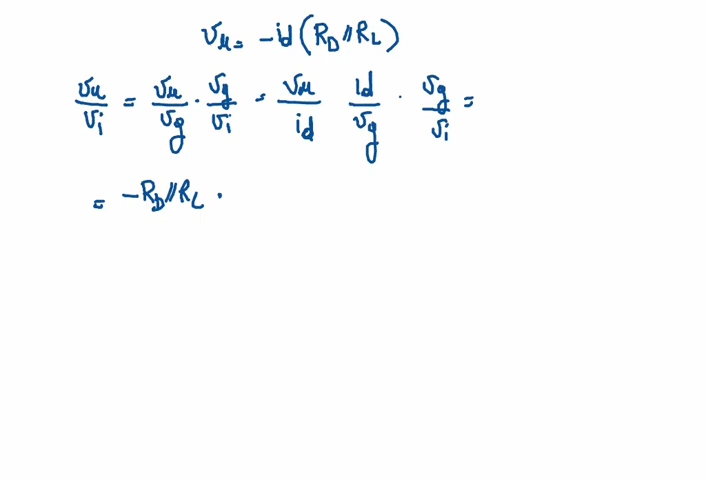 vu = -id (RD // RL)
vu/vi = vu/vg · vg/vi = vu/id id/vg · vg/vi =
= -RD // RL ·